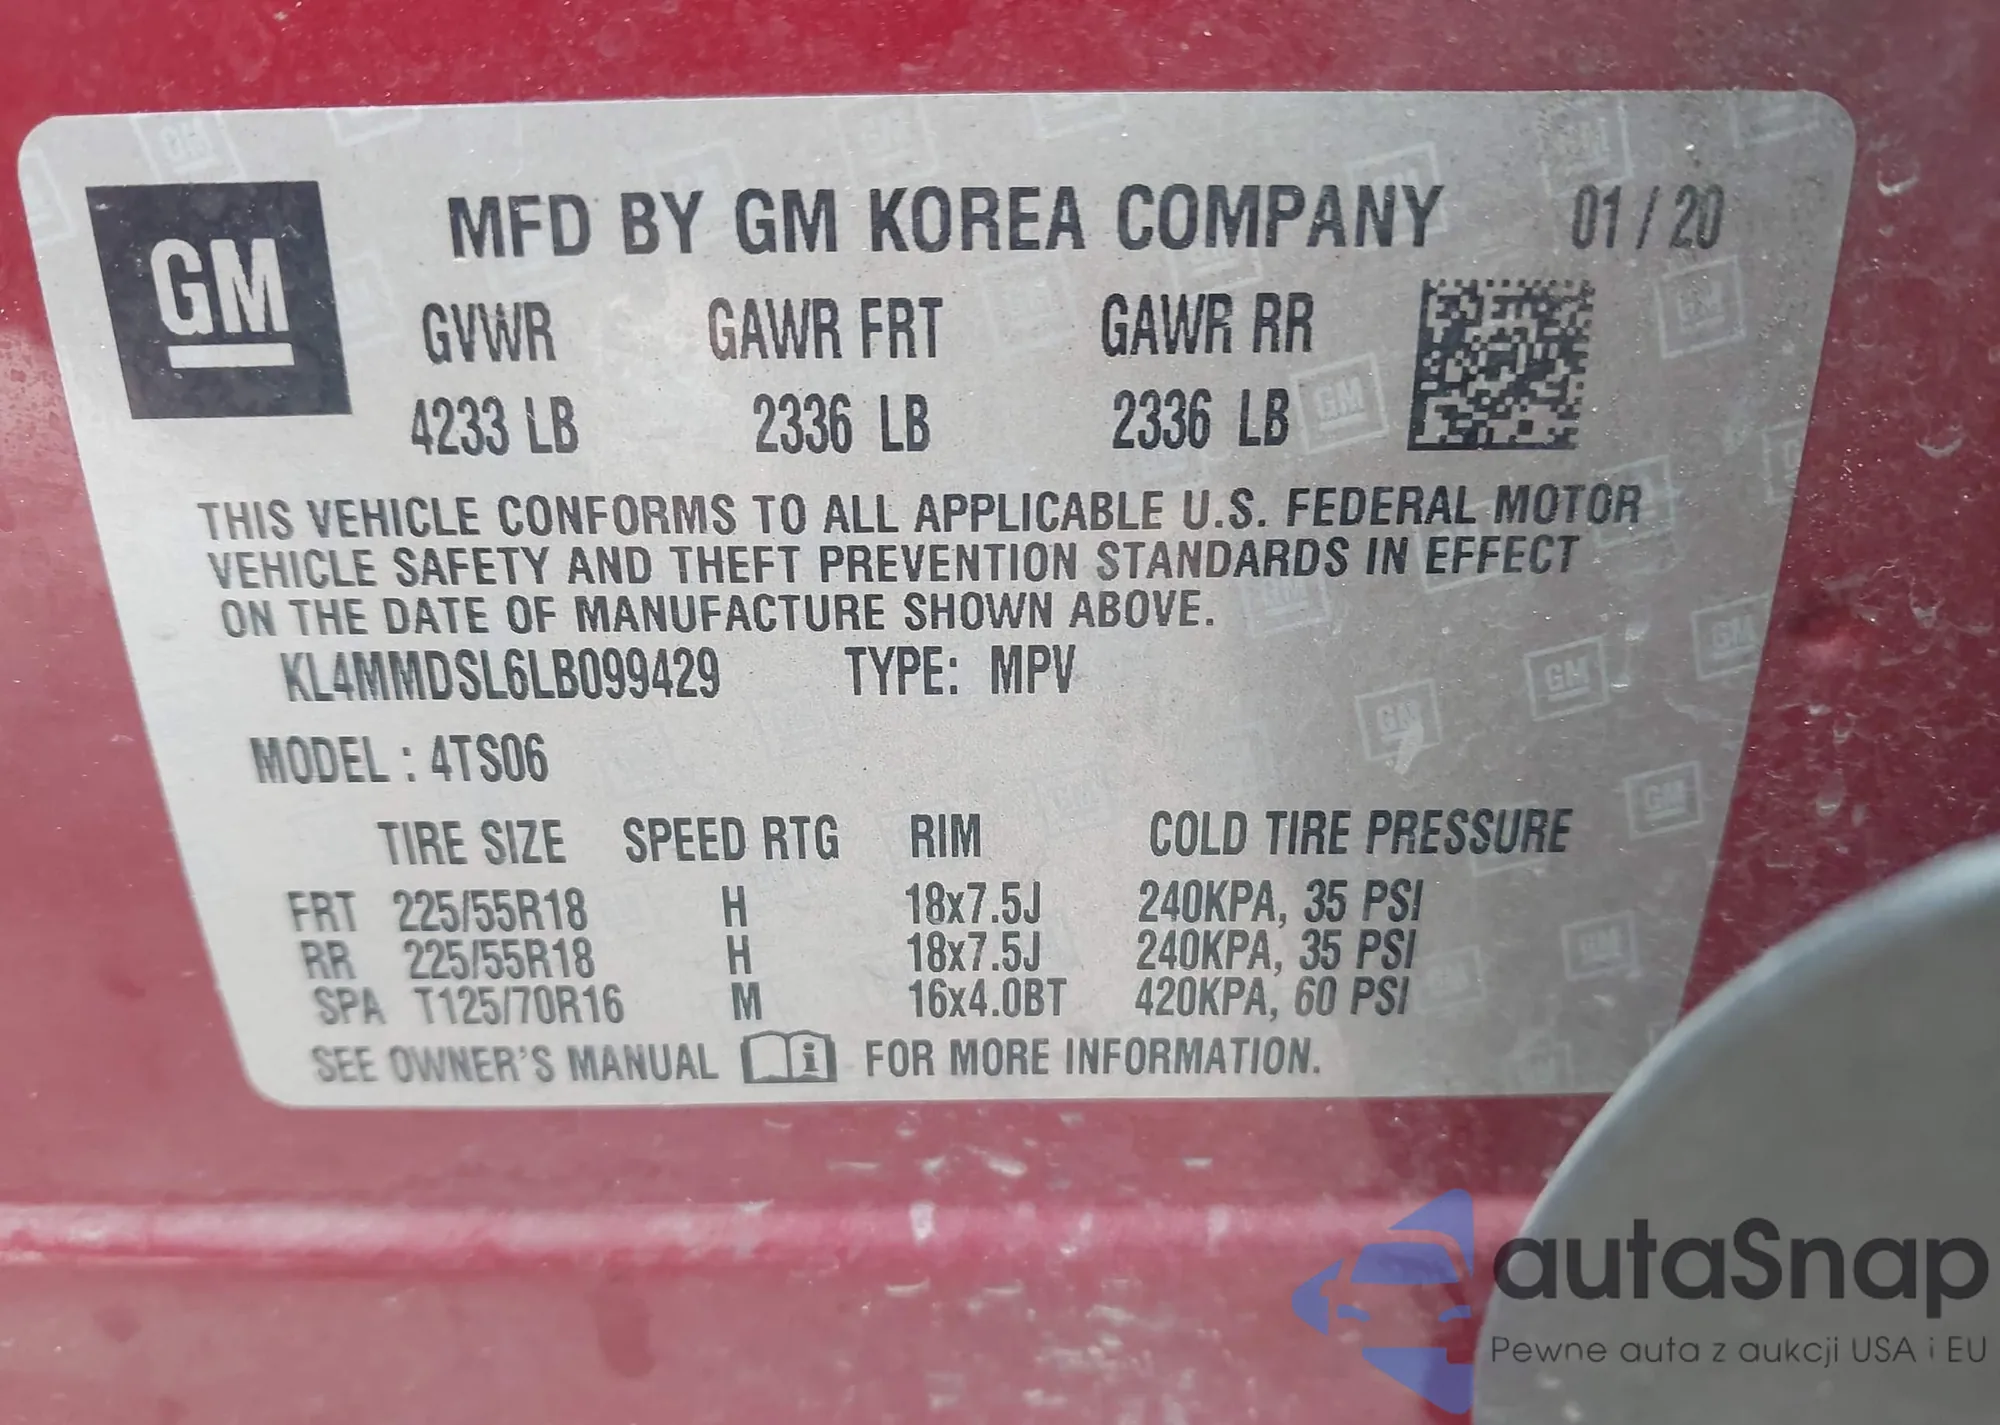 GM
MFD BY GM KOREA COMPANY 01 / 20
GVWR GAWR FRT GAWR RR
4233 LB 2336 LB 2336 LB
THIS VEHICLE CONFORMS TO ALL APPLICABLE U.S. FEDERAL MOTOR
VEHICLE SAFETY AND THEFT PREVENTION STANDARDS IN EFFECT
ON THE DATE OF MANUFACTURE SHOWN ABOVE.
KL4MMDSL6LB099429 TYPE: MPV
MODEL : 4TS06
TIRE SIZE SPEED RTG RIM COLD TIRE PRESSURE
FRT 225/55R18 H 18x7.5J 240KPA, 35 PSI
RR 225/55R18 H 18x7.5J 240KPA, 35 PSI
SPA T125/70R16 M 16x4.0BT 420KPA, 60 PSI
SEE OWNER'S MANUAL FOR MORE INFORMATION.
autaSnap
Pewne auta z aukcji USA i EU